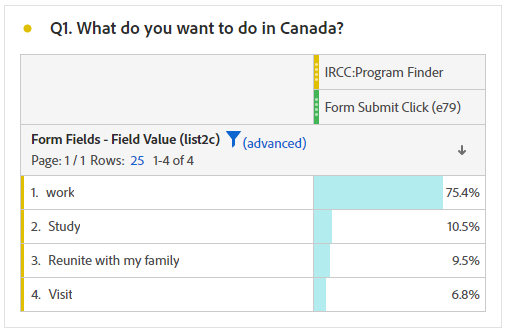 Q1. What do you want to do in Canada?
IRCC:Program Finder
Form Submit Click (e79)
Form Fields - Field Value (list2c) (advanced)
Page: 1 / 1 Rows: 25 1-4 of 4
1. work 75.4%
2. Study 10.5%
3. Reunite with my family 9.5%
4. Visit 6.8%